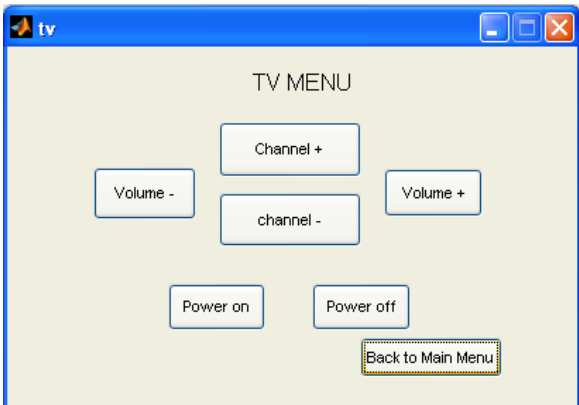 tv
TV MENU
Channel +
Volume -
Volume +
channel -
Power on
Power off
Back to Main Menu